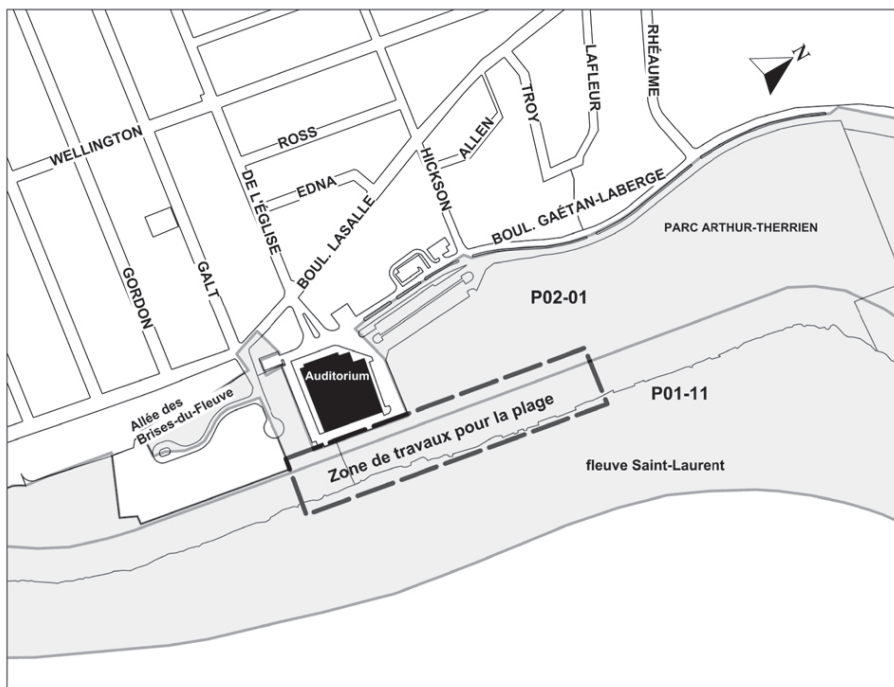 N
RHÉAUME
LAFLEUR
TROY
WELLINGTON
ROSS
ALLEN
HICKSON
EDNA
DE L'ÉGLISE
BOUL. LASALLE
BOUL. GAÉTAN-LABERGE
PARC ARTHUR-THERRIEN
GORDON
GALT
P02-01
Auditorium
P01-11
Allée des
Brises-du-Fleuve
Zone de travaux pour la plage
fleuve Saint-Laurent